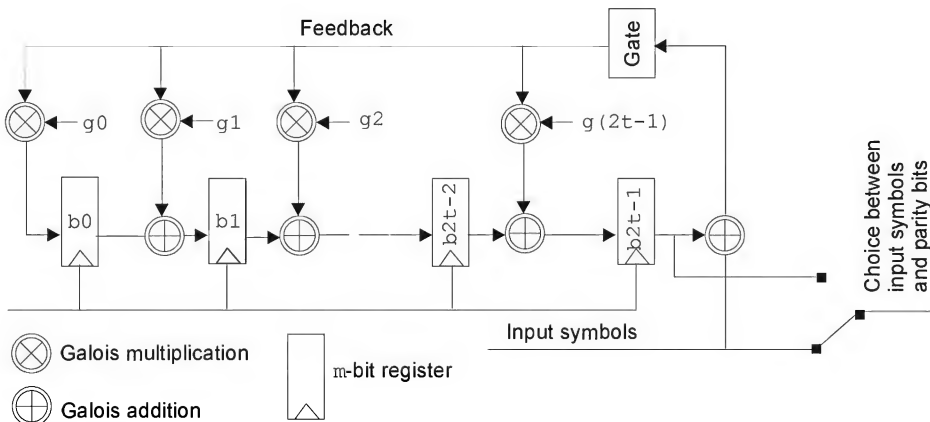 Feedback
Gate
g0
g1
g2
g(2t-1)
b0
b1
b2t-2
b2t-1
Choice between
input symbols
and parity bits
Input symbols
Galois multiplication
m-bit register
Galois addition